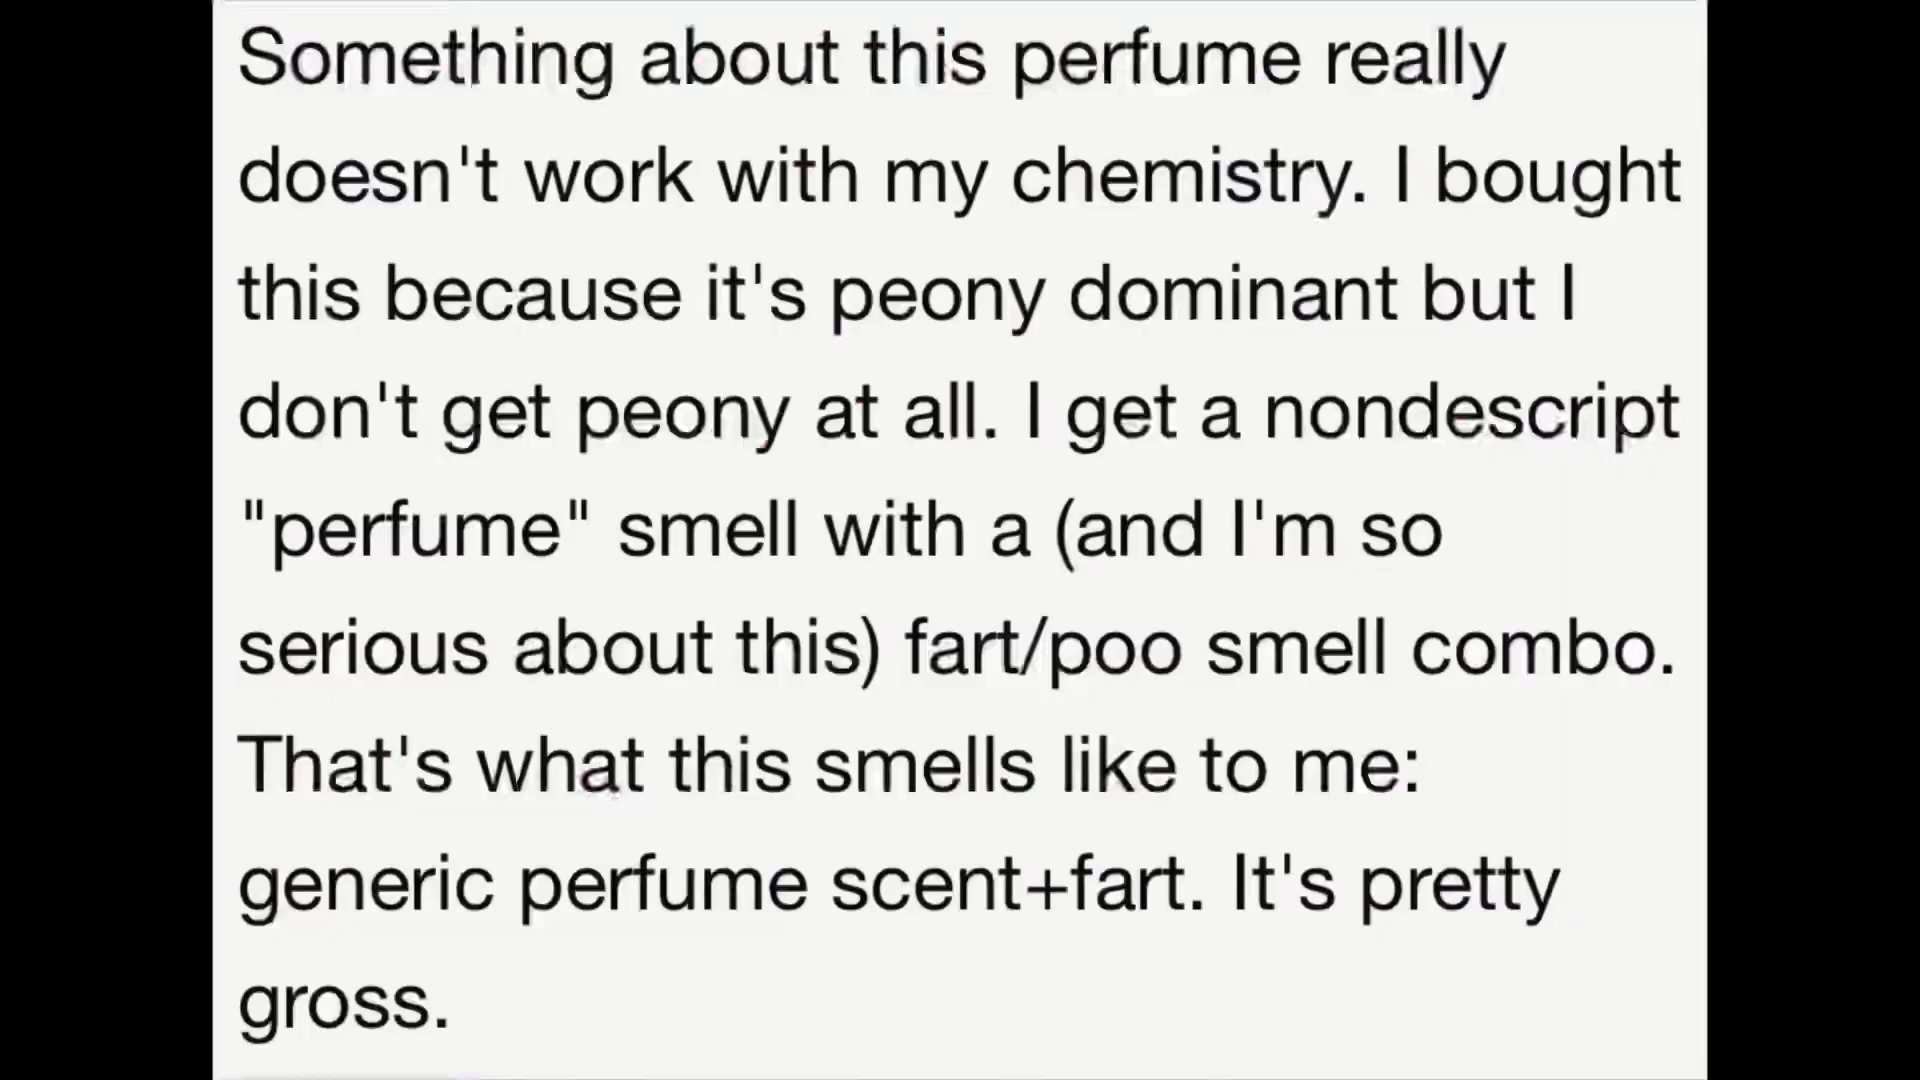 Something about this perfume really
doesn't work with my chemistry. I bought
this because it's peony dominant but I
don't get peony at all. I get a nondescript
"perfume" smell with a (and I'm so
serious about this) fart/poo smell combo.
That's what this smells like to me:
generic perfume scent+fart. It's pretty
gross.